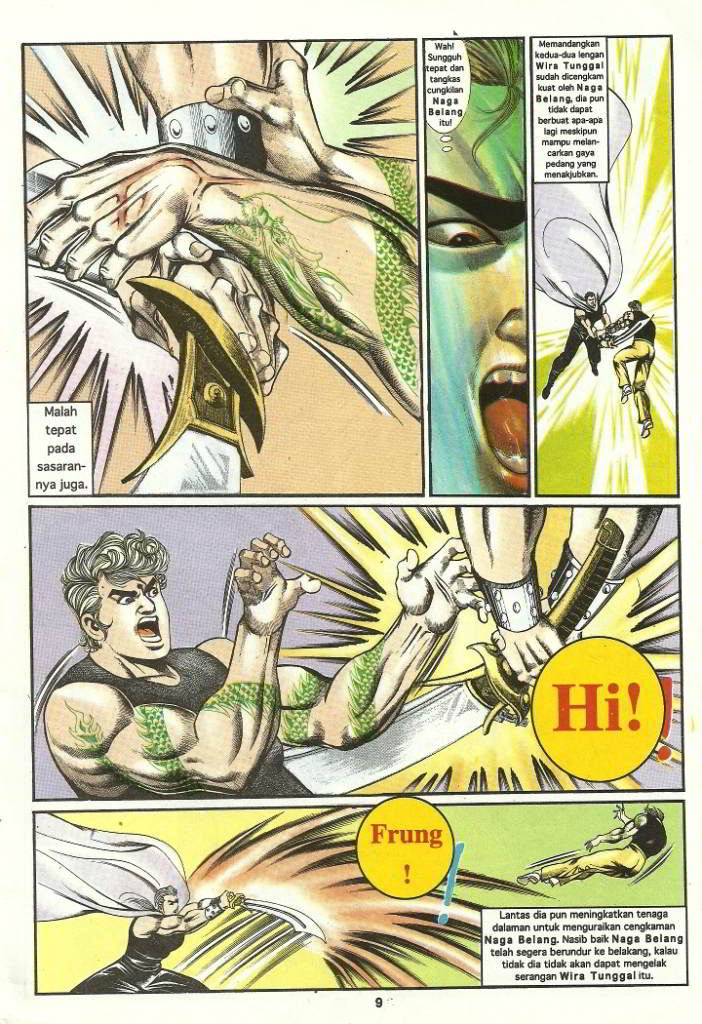 Malah
tepat
pada
sasaran-
nya juga.
Wah!
Sungguh
tepat dan
tangkas
cungkilan
Naga
Belang
itu!
Memandangkan
kedua-dua lengan
Wira Tunggal
sudah dicengkam
kuat oleh Naga
Belang, dia pun
tidak dapat
berbuat apa-apa
lagi meskipun
mampu melan-
carkan gaya
pedang yang
menakjubkan.
Hi!
!
Frung
!
!
Lantas dia pun meningkatkan tenaga
dalaman untuk menguraikan cengkaman
Naga Belang. Nasib baik Naga Belang
telah segera berundur ke belakang, kalau
tidak dia tidak akan dapat mengelak
serangan Wira Tunggal itu.
9